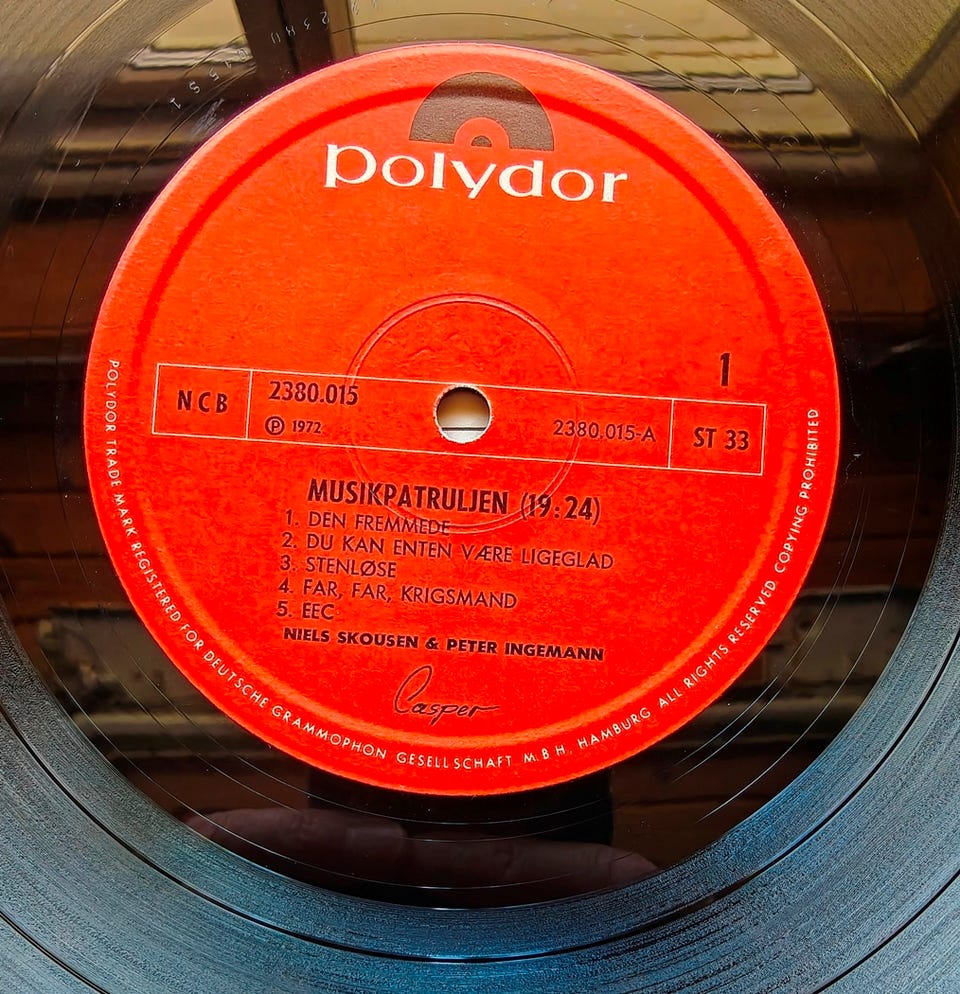 polydor
1
NCB
2380.015
℗ 1972
2380.015-A
ST 33
MUSIKPATRULJEN (19:24)
1. DEN FREMMEDE
2. DU KAN ENTEN VÆRE LIGEGLAD
3. STENLØSE
4. FAR, FAR, KRIGSMAND
5. EEC
NIELS SKOUSEN & PETER INGEMANN
Casper
POLYDOR TRADE MARK REGISTERED FOR DEUTSCHE GRAMMOPHON GESELLSCHAFT M.B.H. HAMBURG ALL RIGHTS RESERVED COPYING PROHIBITED